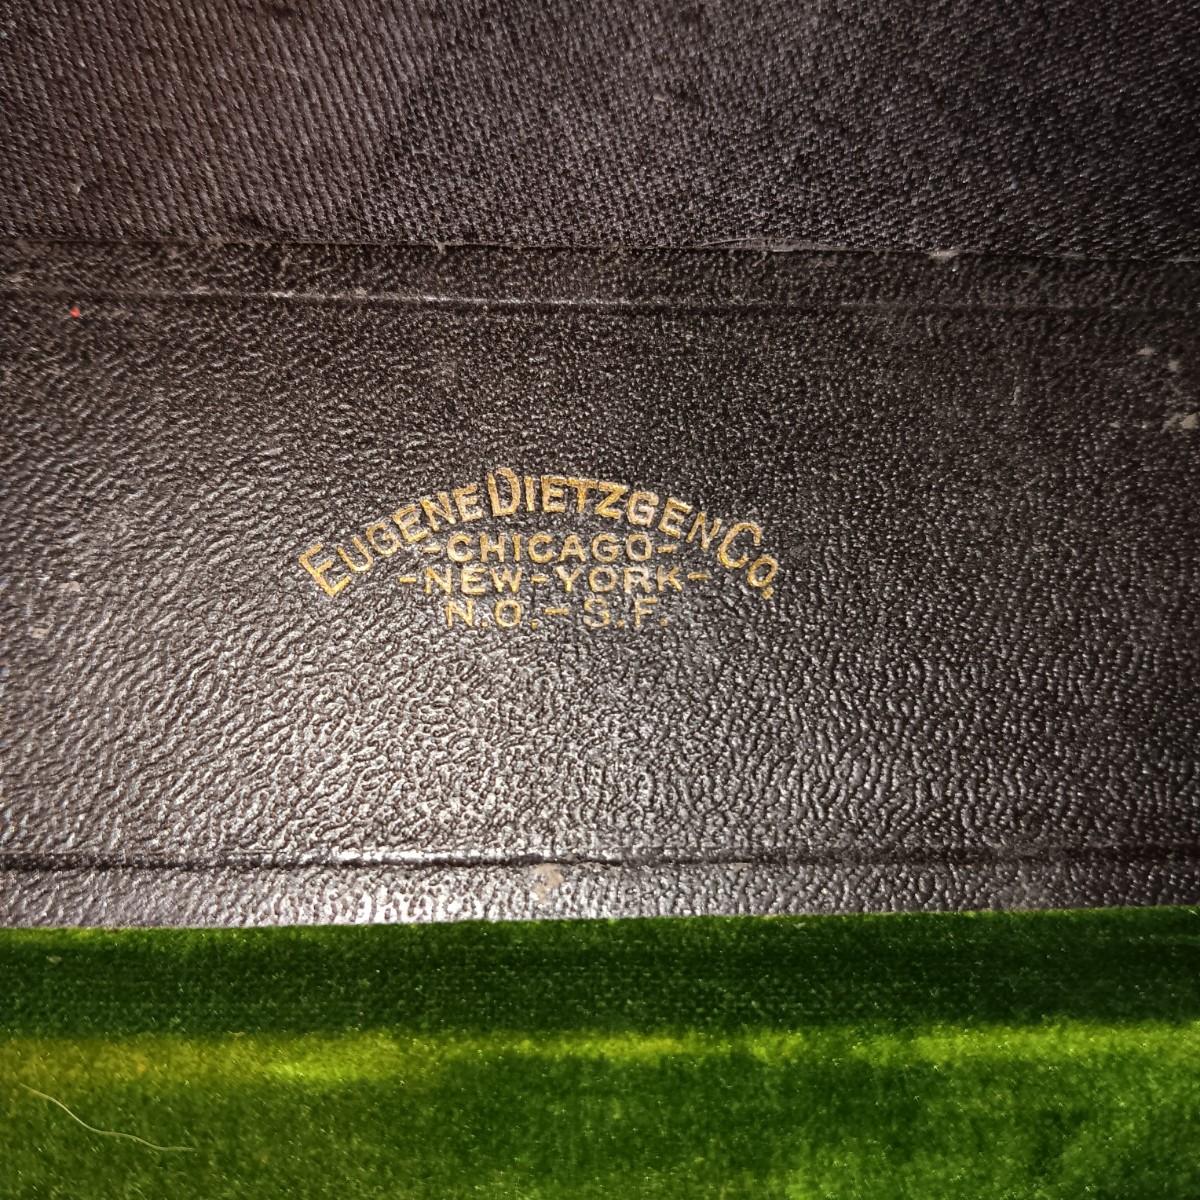 EUGENE DIETZGEN CO.
-CHICAGO-
-NEW-YORK-
N.O.-S.F.